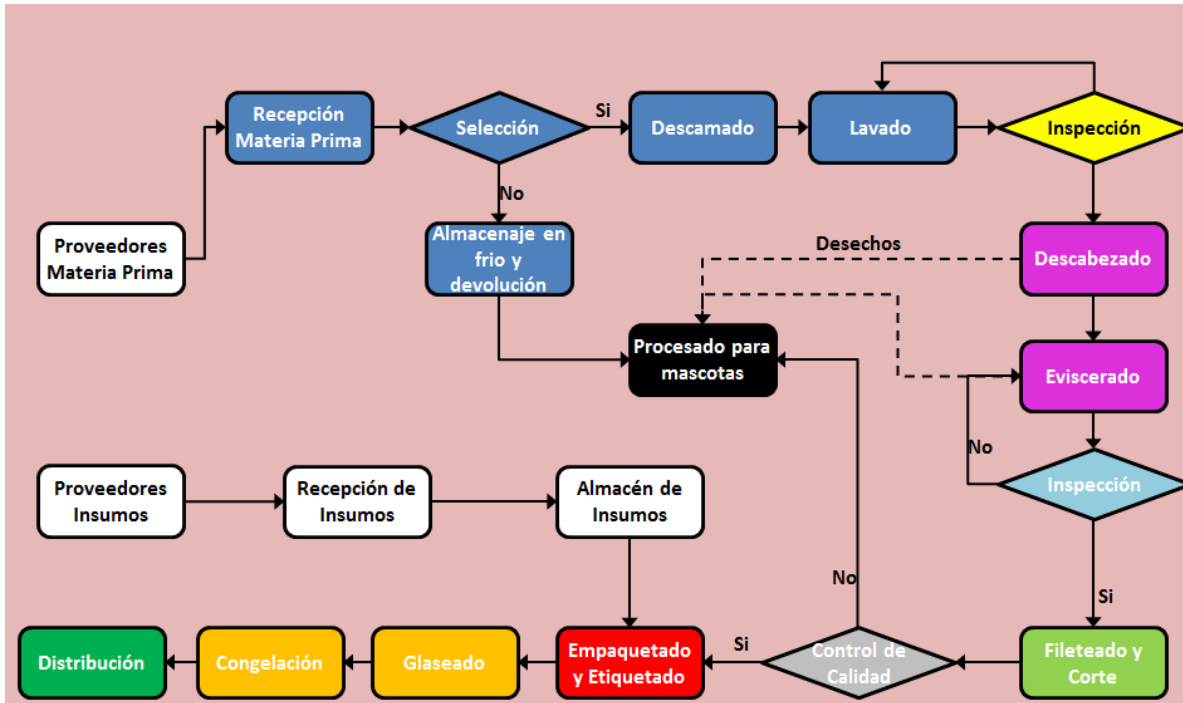 Recepción
Materia Prima
Selección
Si
Descamado
Lavado
Inspección
No
Proveedores
Materia Prima
Almacenaje en
frio y
devolución
Desechos
Descabezado
Procesado para
mascotas
Eviscerado
No
Inspección
Proveedores
Insumos
Recepción de
Insumos
Almacén de
Insumos
No
Si
Distribución
Congelación
Glaseado
Empaquetado
y Etiquetado
Si
Control de
Calidad
Fileteado y
Corte